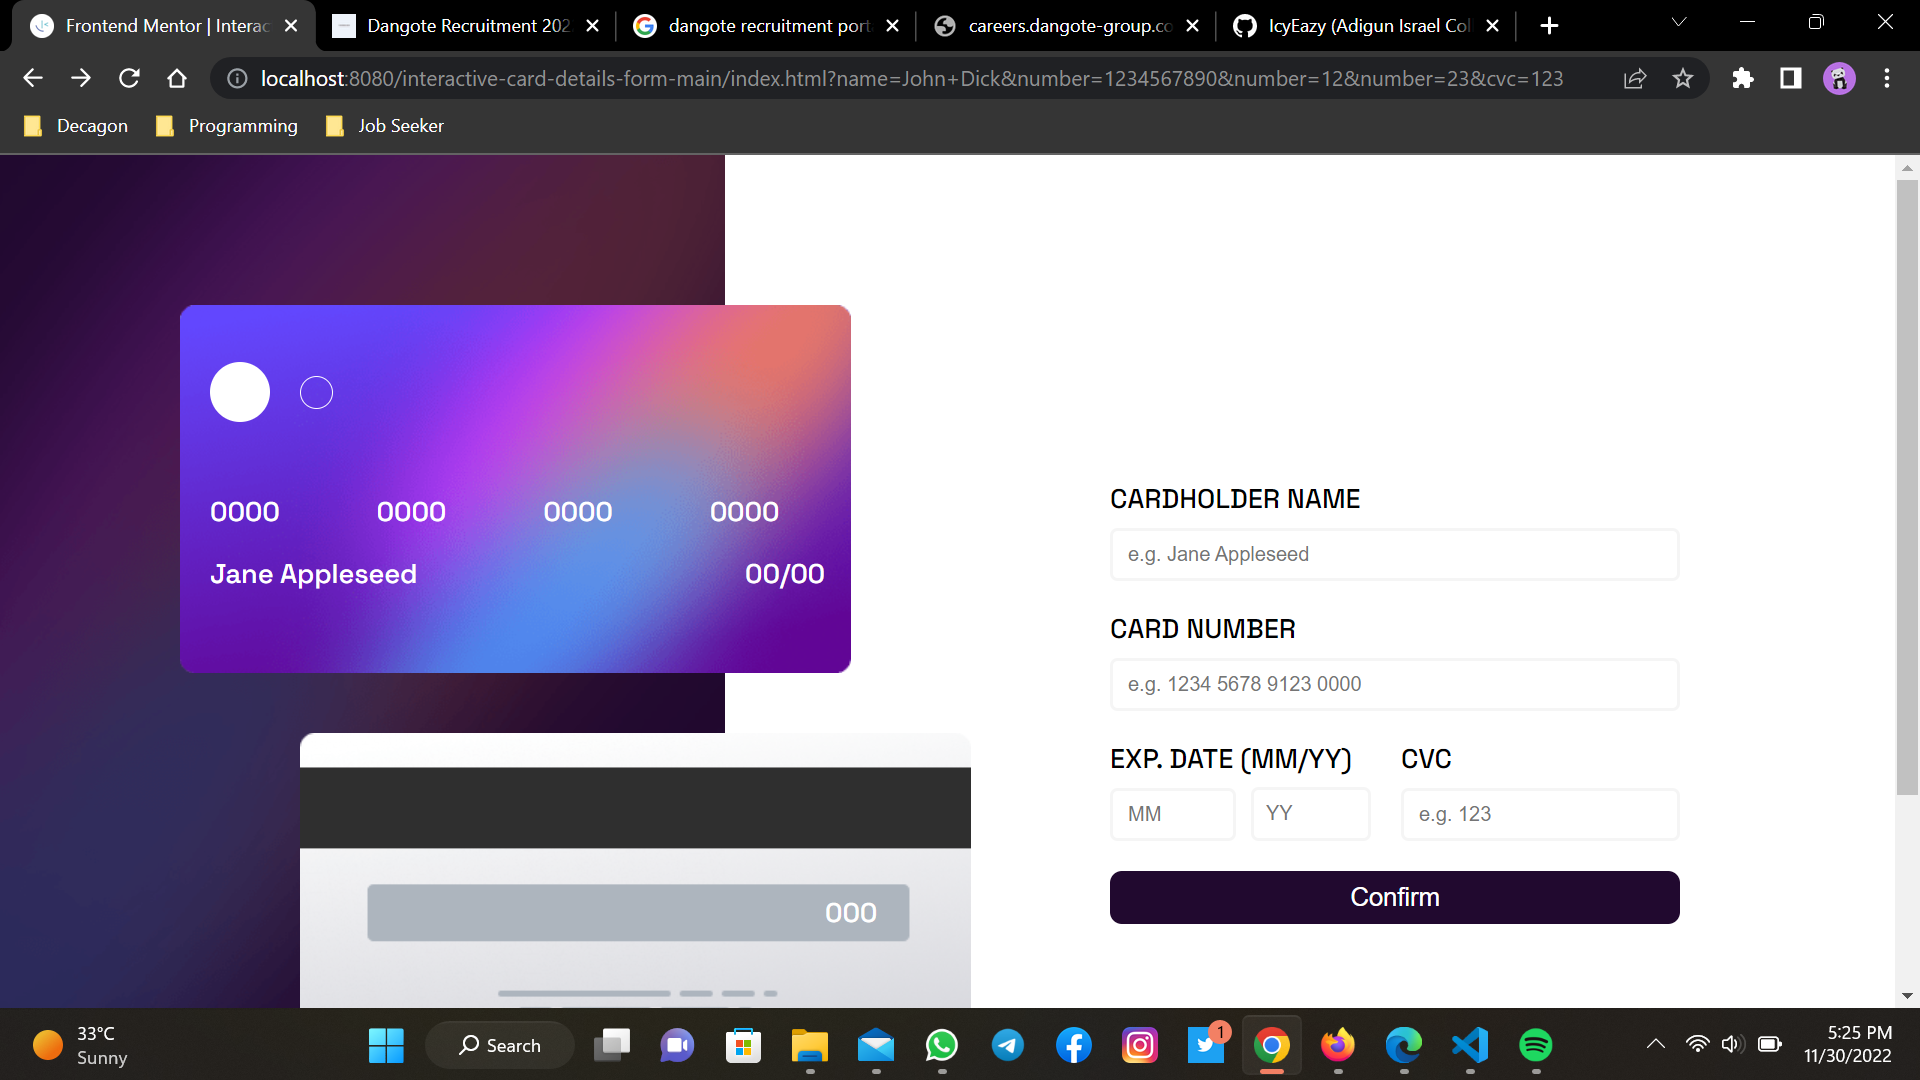 Frontend Mentor | Interac
Dangote Recruitment 202
dangote recruitment port
careers.dangote-group.co
IcyEazy (Adigun Israel Col
localhost:8080/interactive-card-details-form-main/index.html?name=John+Dick&number=1234567890&number=12&number=23&cvc=123
Decagon
Programming
Job Seeker
0000 0000 0000 0000
Jane Appleseed 00/00
000
CARDHOLDER NAME
e.g. Jane Appleseed
CARD NUMBER
e.g. 1234 5678 9123 0000
EXP. DATE (MM/YY) CVC
MM YY e.g. 123
Confirm
33°C
Sunny
Search
1
5:25 PM
11/30/2022